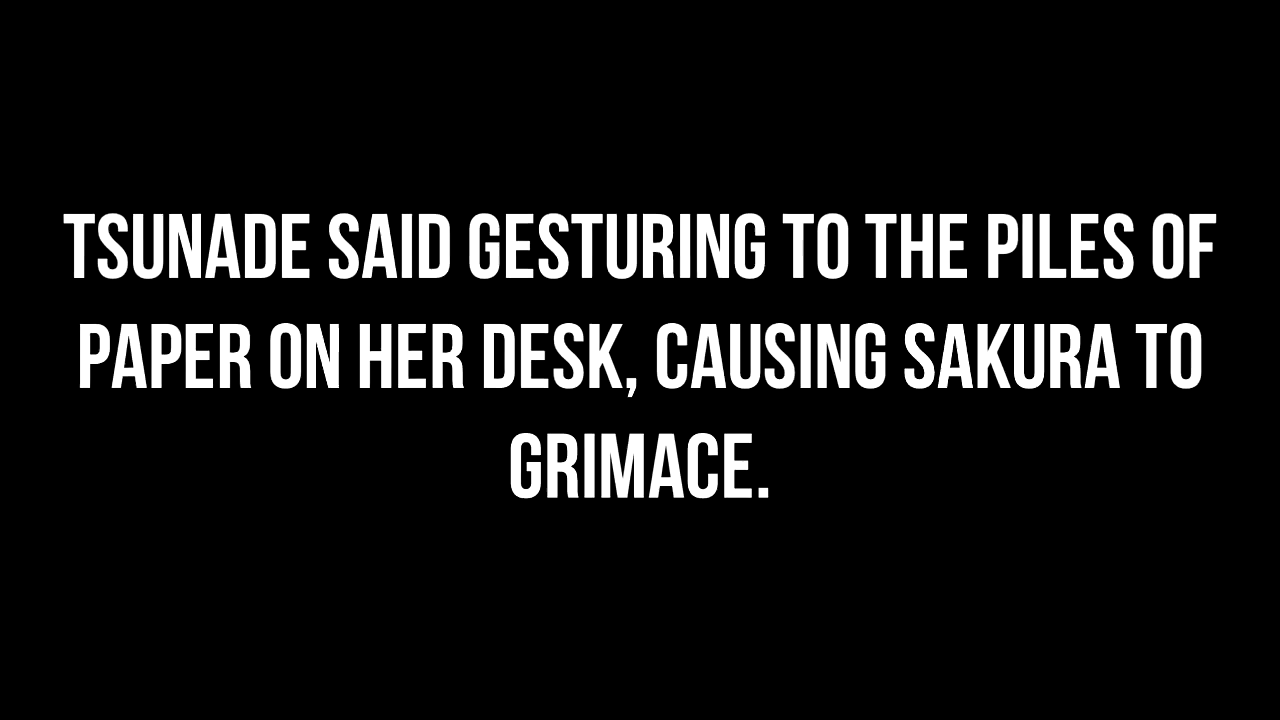 TSUNADE SAID GESTURING TO THE PILES OF
PAPER ON HER DESK, CAUSING SAKURA TO
GRIMACE.